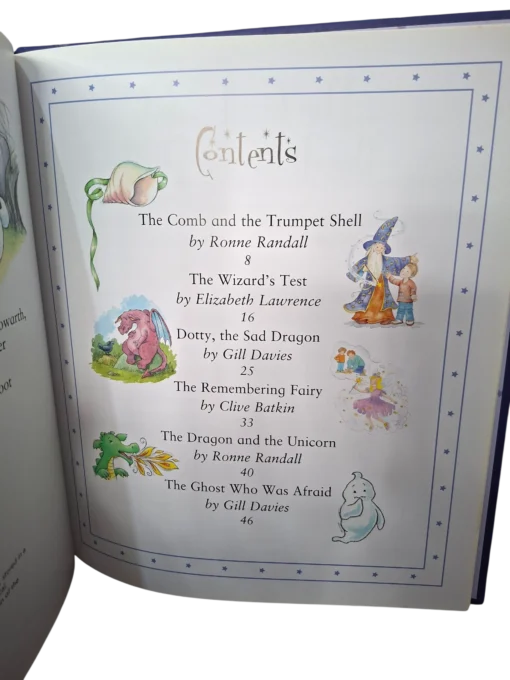 Contents
The Comb and the Trumpet Shell
by Ronne Randall
8
The Wizard's Test
by Elizabeth Lawrence
16
Dotty, the Sad Dragon
by Gill Davies
25
The Remembering Fairy
by Clive Batkin
33
The Dragon and the Unicorn
by Ronne Randall
40
The Ghost Who Was Afraid
by Gill Davies
46